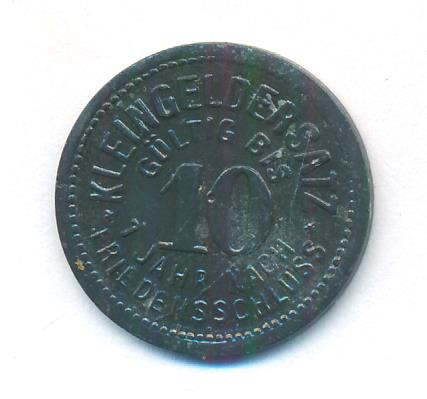 KLEINGELDERSATZ
GÜLTIG BIS
10
1 JAHR NACH
FRIEDENSSCHLUSS